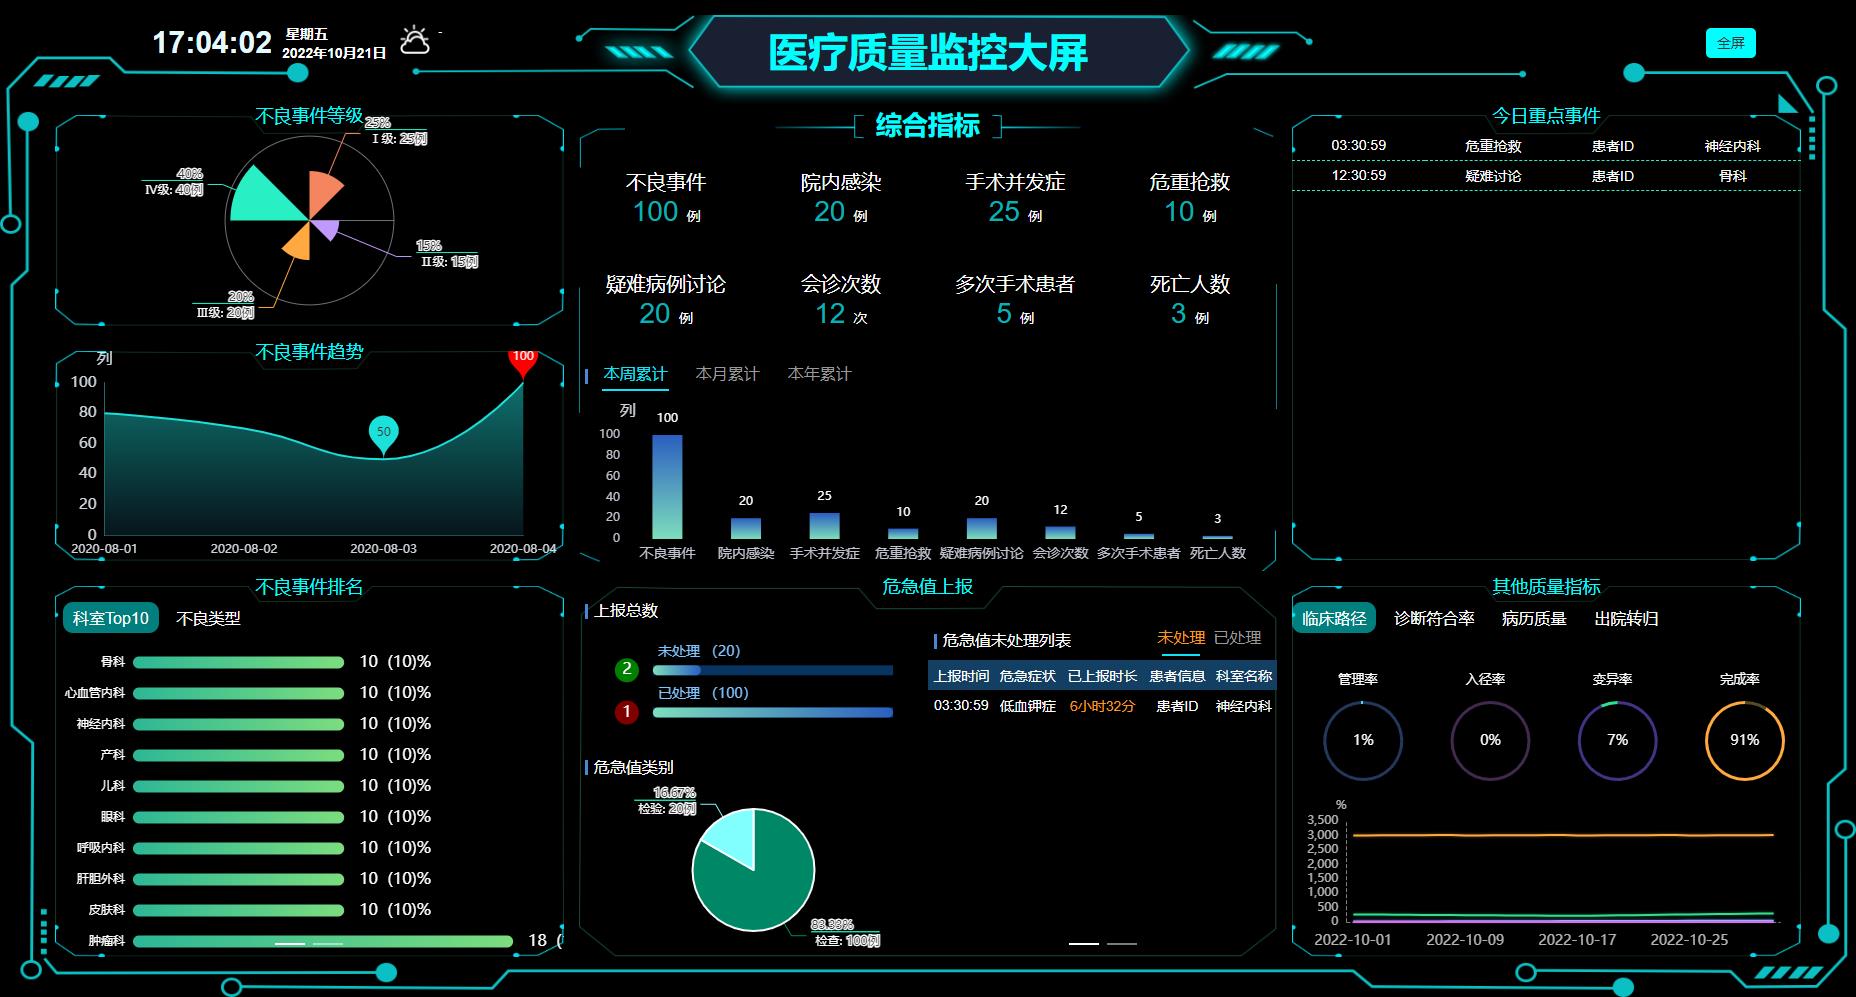 17:04:02
星期五
2022年10月21日
-
医疗质量监控大屏
全屏
不良事件等级
25%
Ⅰ级: 25例
40%
Ⅳ级: 40例
15%
Ⅱ级: 15例
20%
Ⅲ级: 20例
综合指标
不良事件 院内感染 手术并发症 危重抢救
100 例 20 例 25 例 10 例
疑难病例讨论 会诊次数 多次手术患者 死亡人数
20 例 12 次 5 例 3 例
今日重点事件
03:30:59 危重抢救 患者ID 神经内科
12:30:59 疑难讨论 患者ID 骨科
不良事件趋势
列
100
80
60
40
20
0
100
50
2020-08-01 2020-08-02 2020-08-03 2020-08-04
本周累计 本月累计 本年累计
列
100
80
60
40
20
0
100 20 25 10 20 12 5 3
不良事件 院内感染 手术并发症 危重抢救 疑难病例讨论 会诊次数 多次手术患者 死亡人数
不良事件排名
科室Top10 不良类型
骨科 10 (10)%
心血管内科 10 (10)%
神经内科 10 (10)%
产科 10 (10)%
儿科 10 (10)%
眼科 10 (10)%
呼吸内科 10 (10)%
肝胆外科 10 (10)%
皮肤科 10 (10)%
肿瘤科 18 (
危急值上报
上报总数
未处理 (20)
2
已处理 (100)
1
危急值类别
16.67%
检验: 20例
83.33%
检查: 100例
危急值未处理列表 未处理 已处理
上报时间 危急症状 已上报时长 患者信息 科室名称
03:30:59 低血钾症 6小时32分 患者ID 神经内科
其他质量指标
临床路径 诊断符合率 病历质量 出院转归
管理率 入径率 变异率 完成率
1% 0% 7% 91%
%
3,500
3,000
2,500
2,000
1,500
1,000
500
0
2022-10-01 2022-10-09 2022-10-17 2022-10-25